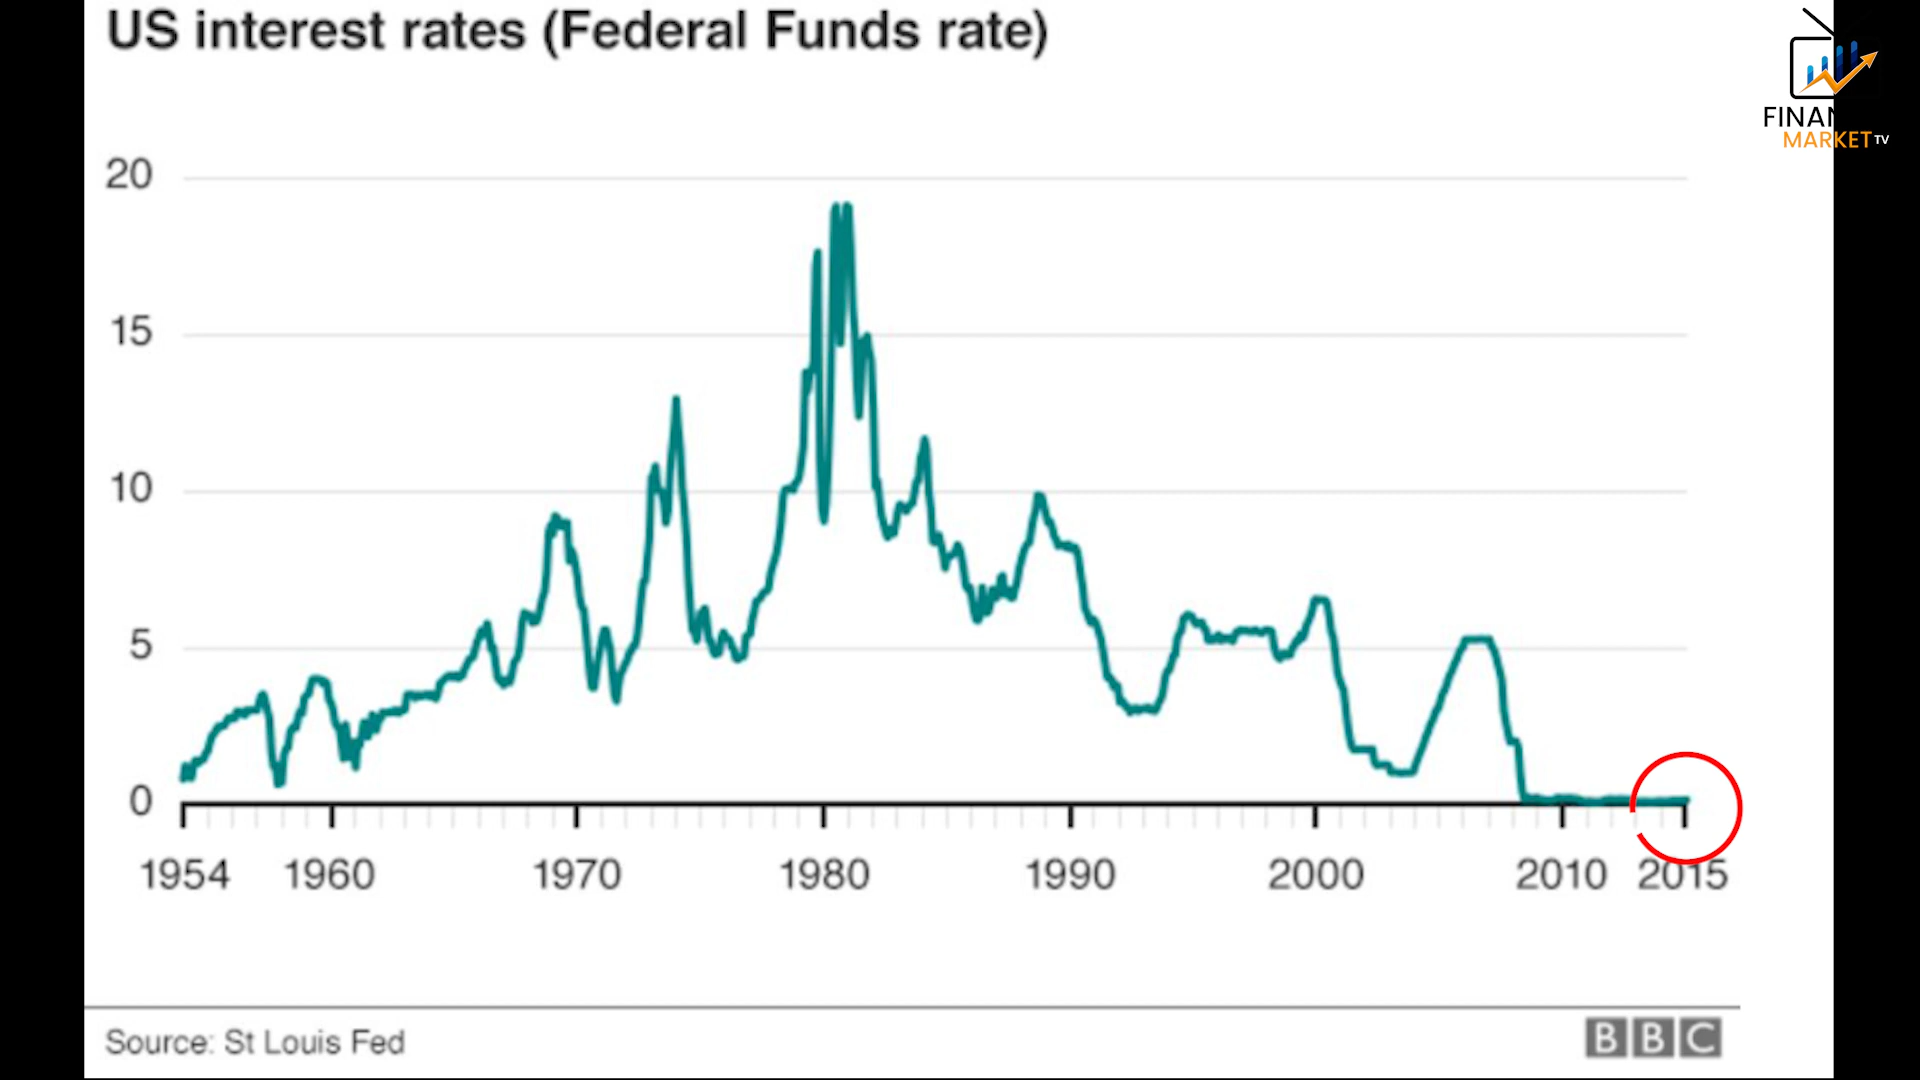 US interest rates (Federal Funds rate)
FINAN
MARKET TV
20
15
10
5
0
1954 1960 1970 1980 1990 2000 2010 2015
Source: St Louis Fed
BBC